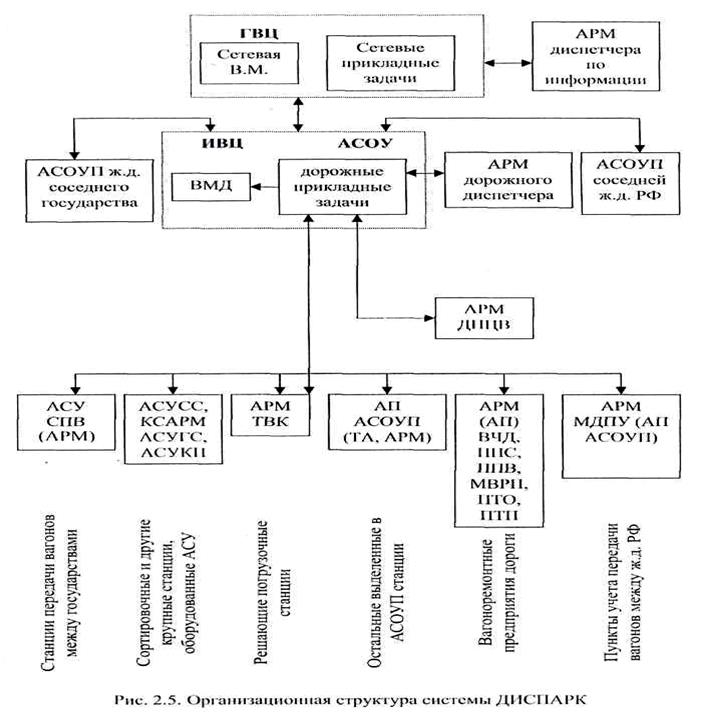 ГВЦ
Сетевая
В.М.
Сетевые
прикладные
задачи
АРМ
диспетчера
по
информации
ИВЦ
АСОУ
АСОУП ж.д.
соседнего
государства
ВМД
дорожные
прикладные
задачи
АРМ
дорожного
диспетчера
АСОУП
соседней
ж.д. РФ
АРМ
ДНЦВ
АСУ
СПВ
(АРМ)
АСУСС,
КСАРМ
АСУГС,
АСУКП
АРМ
ТВК
АП
АСОУП
(ТА, АРМ)
АРМ
(АП)
ВЧД,
ППС,
ППВ,
МВРП,
ПТО,
ПТП
АРМ
МДПУ (АП
АСОУП)
Станции передачи вагонов
между государствами
Сортировочные и другие
крупные станции,
оборудованные АСУ
Решающие погрузочные
станции
Остальные выделенные в
АСОУП станции
Вагоноремонтные
предприятия дороги
Пункты учета передачи
вагонов между ж.д. РФ
Рис. 2.5. Организационная структура системы ДИСПАРК